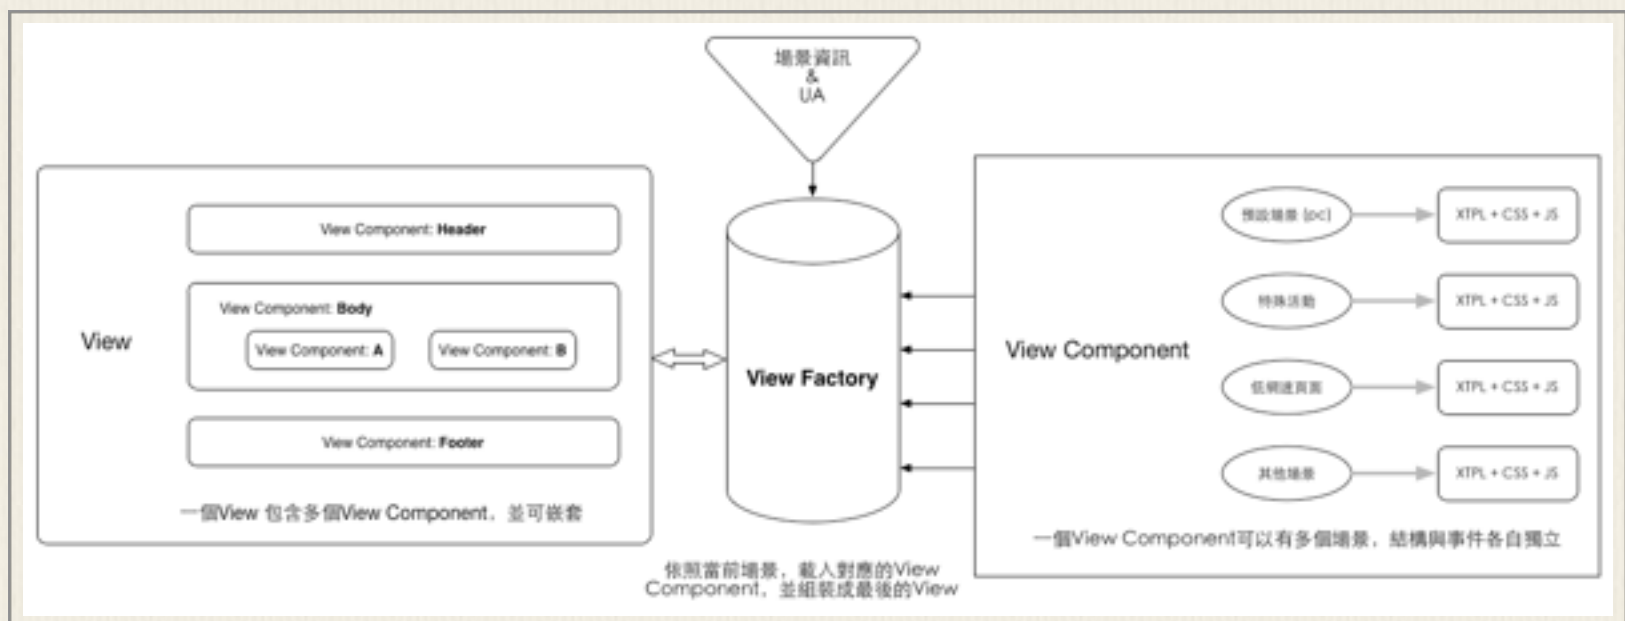 場景資訊
&
UA
View
View Component: Header
View Component: Body
View Component: A
View Component: B
View Component: Footer
一個View 包含多個View Component，並可嵌套
View Factory
依照當前場景，載入對應的View
Component，並組裝成最後的View
View Component
預設場景 (pc)
XTPL + CSS + JS
特殊活動
XTPL + CSS + JS
低網速頁面
XTPL + CSS + JS
其他場景
XTPL + CSS + JS
一個View Component可以有多個場景，結構與事件各自獨立